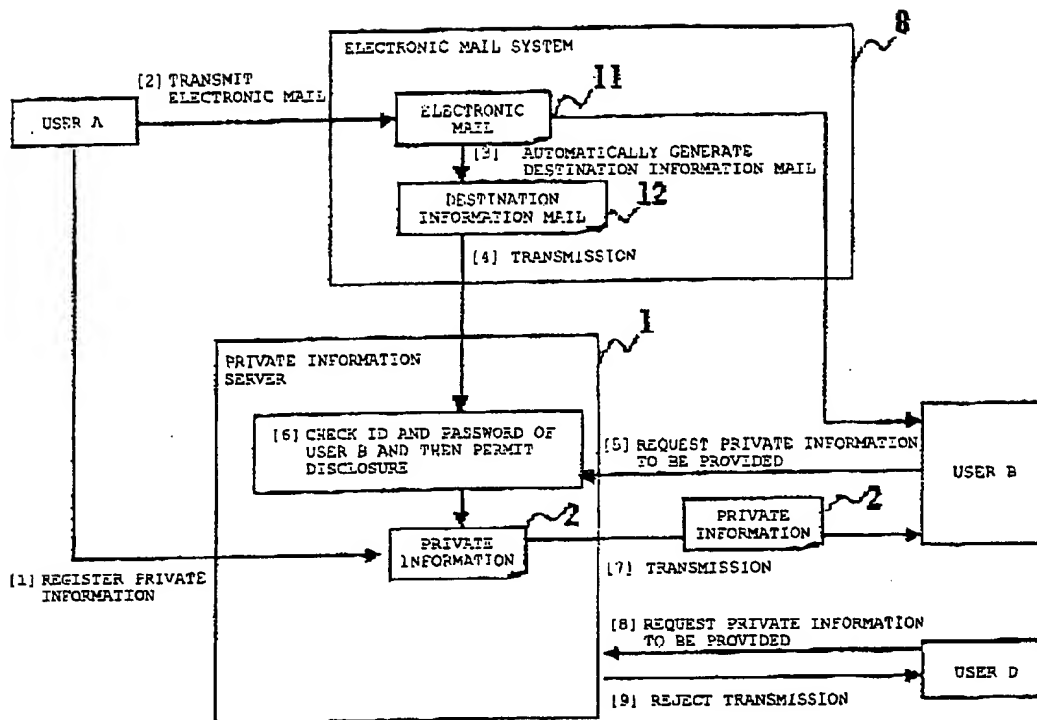 8
ELECTRONIC MAIL SYSTEM
[2] TRANSMIT
ELECTRONIC MAIL
11
USER A
ELECTRONIC
MAIL
[3] AUTOMATICALLY GENERATE
DESTINATION INFORMATION MAIL
12
DESTINATION
INFORMATION MAIL
[4] TRANSMISSION
1
PRIVATE INFORMATION
SERVER
[6] CHECK ID AND PASSWORD OF
USER B AND THEN PERMIT
DISCLOSURE
[5] REQUEST PRIVATE INFORMATION
TO BE PROVIDED
USER B
2
PRIVATE
INFORMATION
2
PRIVATE
INFORMATION
[7] TRANSMISSION
[1] REGISTER PRIVATE
INFORMATION
[8] REQUEST PRIVATE INFORMATION
TO BE PROVIDED
USER D
[9] REJECT TRANSMISSION